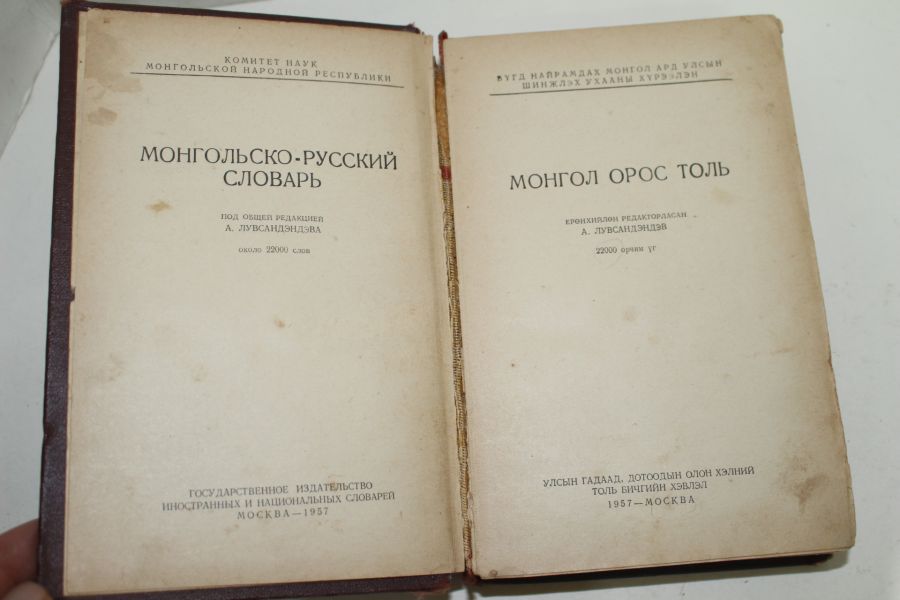 КОМИТЕТ НАУК
МОНГОЛЬСКОЙ НАРОДНОЙ РЕСПУБЛИКИ
МОНГОЛЬСКО-РУССКИЙ
СЛОВАРЬ
ПОД ОБЩЕЙ РЕДАКЦИЕЙ
А. ЛУВСАНДЭНДЭВА
около 22000 слов
ГОСУДАРСТВЕННОЕ ИЗДАТЕЛЬСТВО
ИНОСТРАННЫХ И НАЦИОНАЛЬНЫХ СЛОВАРЕЙ
МОСКВА—1957
БҮГД НАЙРАМДАХ МОНГОЛ АРД УЛСЫН
ШИНЖЛЭХ УХААНЫ ХҮРЭЭЛЭН
МОНГОЛ ОРОС ТОЛЬ
ЕРӨНХИЙЛӨН РЕДАКТОРЛАСАН
А. ЛУВСАНДЭНДЭВ
22000 орчим үг
УЛСЫН ГАДААД, ДОТООДЫН ОЛОН ХЭЛНИЙ
ТОЛЬ БИЧГИЙН ХЭВЛЭЛ
1957—МОСКВА